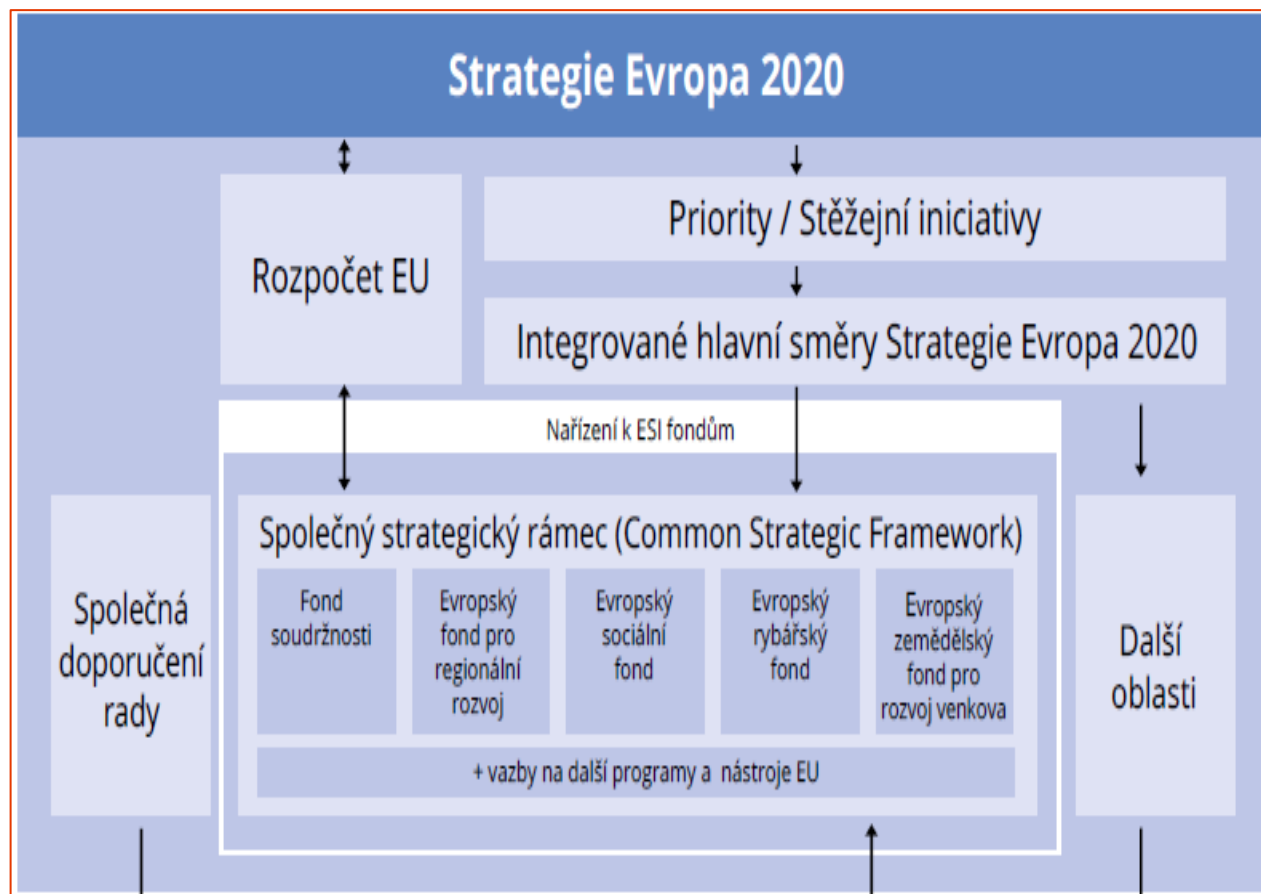 Strategie Evropa 2020
Rozpočet EU
Priority / Stěžejní iniciativy
Integrované hlavní směry Strategie Evropa 2020
Nařízení k ESI fondům
Společná
doporučení
rady
Společný strategický rámec (Common Strategic Framework)
Fond
soudržnosti
Evropský
fond pro
regionální
rozvoj
Evropský
sociální
fond
Evropský
rybářský
fond
Evropský
zemědělský
fond pro
rozvoj venkova
+ vazby na další programy a nástroje EU
Další
oblasti